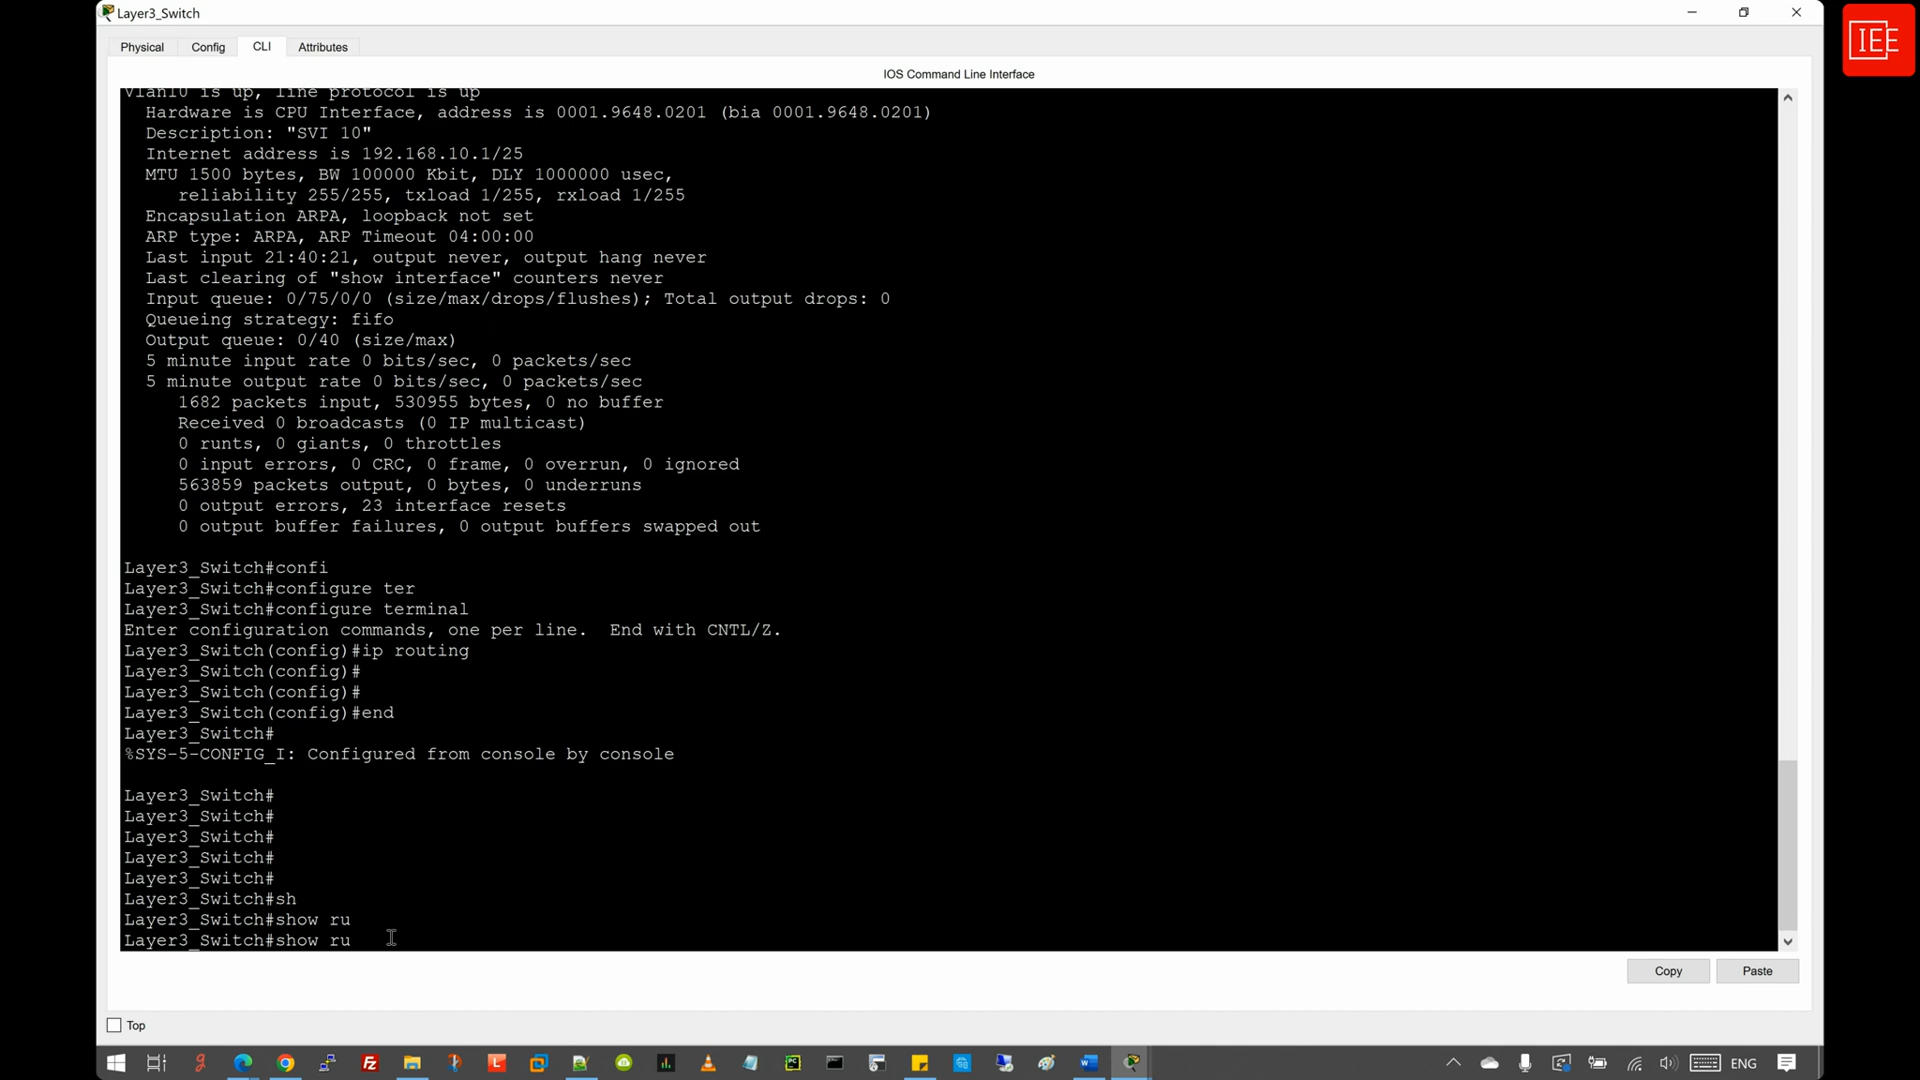 Layer3_Switch
IEE
Physical Config CLI Attributes
IOS Command Line Interface
Vlan10 is up, line protocol is up
Hardware is CPU Interface, address is 0001.9648.0201 (bia 0001.9648.0201)
Description: "SVI 10"
Internet address is 192.168.10.1/25
MTU 1500 bytes, BW 100000 Kbit, DLY 1000000 usec,
reliability 255/255, txload 1/255, rxload 1/255
Encapsulation ARPA, loopback not set
ARP type: ARPA, ARP Timeout 04:00:00
Last input 21:40:21, output never, output hang never
Last clearing of "show interface" counters never
Input queue: 0/75/0/0 (size/max/drops/flushes); Total output drops: 0
Queueing strategy: fifo
Output queue: 0/40 (size/max)
5 minute input rate 0 bits/sec, 0 packets/sec
5 minute output rate 0 bits/sec, 0 packets/sec
1682 packets input, 530955 bytes, 0 no buffer
Received 0 broadcasts (0 IP multicast)
0 runts, 0 giants, 0 throttles
0 input errors, 0 CRC, 0 frame, 0 overrun, 0 ignored
563859 packets output, 0 bytes, 0 underruns
0 output errors, 23 interface resets
0 output buffer failures, 0 output buffers swapped out
Layer3_Switch#confi
Layer3_Switch#configure ter
Layer3_Switch#configure terminal
Enter configuration commands, one per line. End with CNTL/Z.
Layer3_Switch(config)#ip routing
Layer3_Switch(config)#
Layer3_Switch(config)#
Layer3_Switch(config)#end
Layer3_Switch#
%SYS-5-CONFIG_I: Configured from console by console
Layer3_Switch#
Layer3_Switch#
Layer3_Switch#
Layer3_Switch#
Layer3_Switch#
Layer3_Switch#sh
Layer3_Switch#show ru
Layer3_Switch#show ru
Copy Paste
Top
ENG